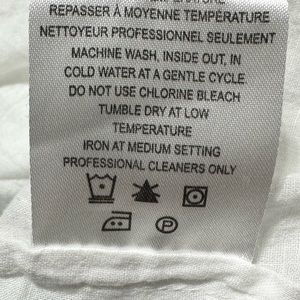 REPASSER À MOYENNE TEMPÉRATURE
NETTOYEUR PROFESSIONNEL SEULEMENT
MACHINE WASH, INSIDE OUT, IN
COLD WATER AT A GENTLE CYCLE
DO NOT USE CHLORINE BLEACH
TUMBLE DRY AT LOW
TEMPERATURE
IRON AT MEDIUM SETTING
PROFESSIONAL CLEANERS ONLY
P